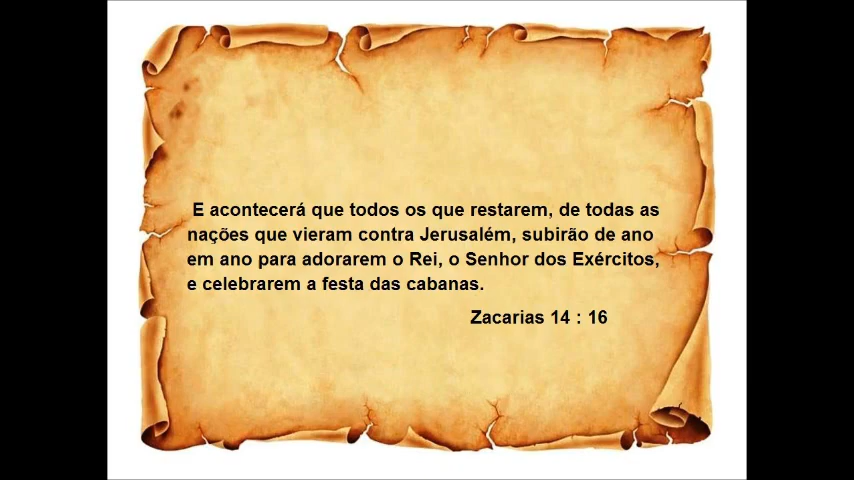 E acontecerá que todos os que restarem, de todas as
nações que vieram contra Jerusalém, subirão de ano
em ano para adorarem o Rei, o Senhor dos Exércitos,
e celebrarem a festa das cabanas.
Zacarias 14 : 16